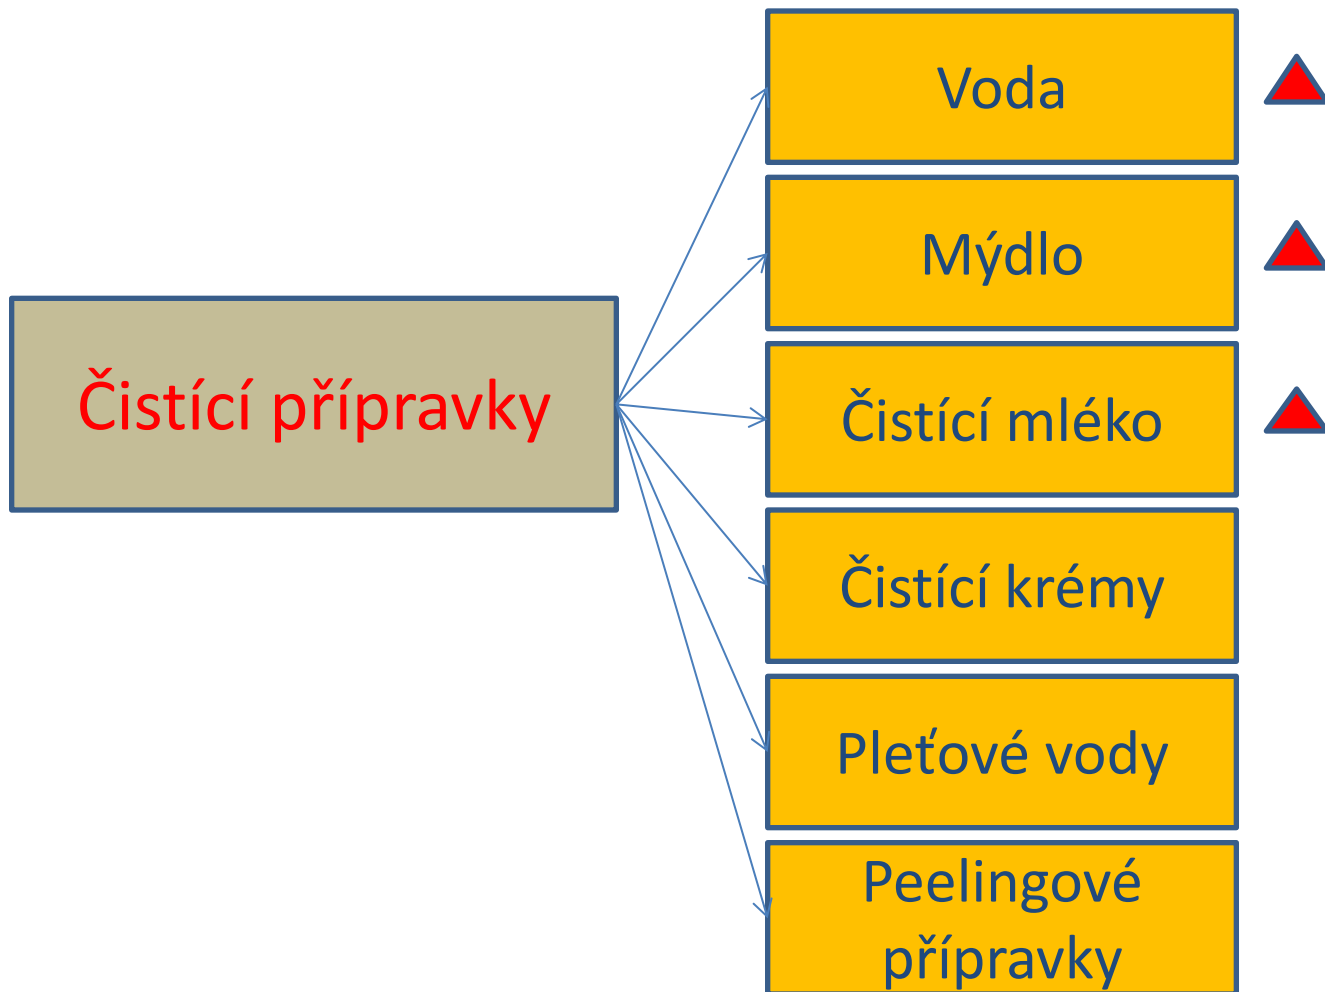 Čistící přípravky
Voda
Mýdlo
Čistící mléko
Čistící krémy
Pleťové vody
Peelingové
přípravky